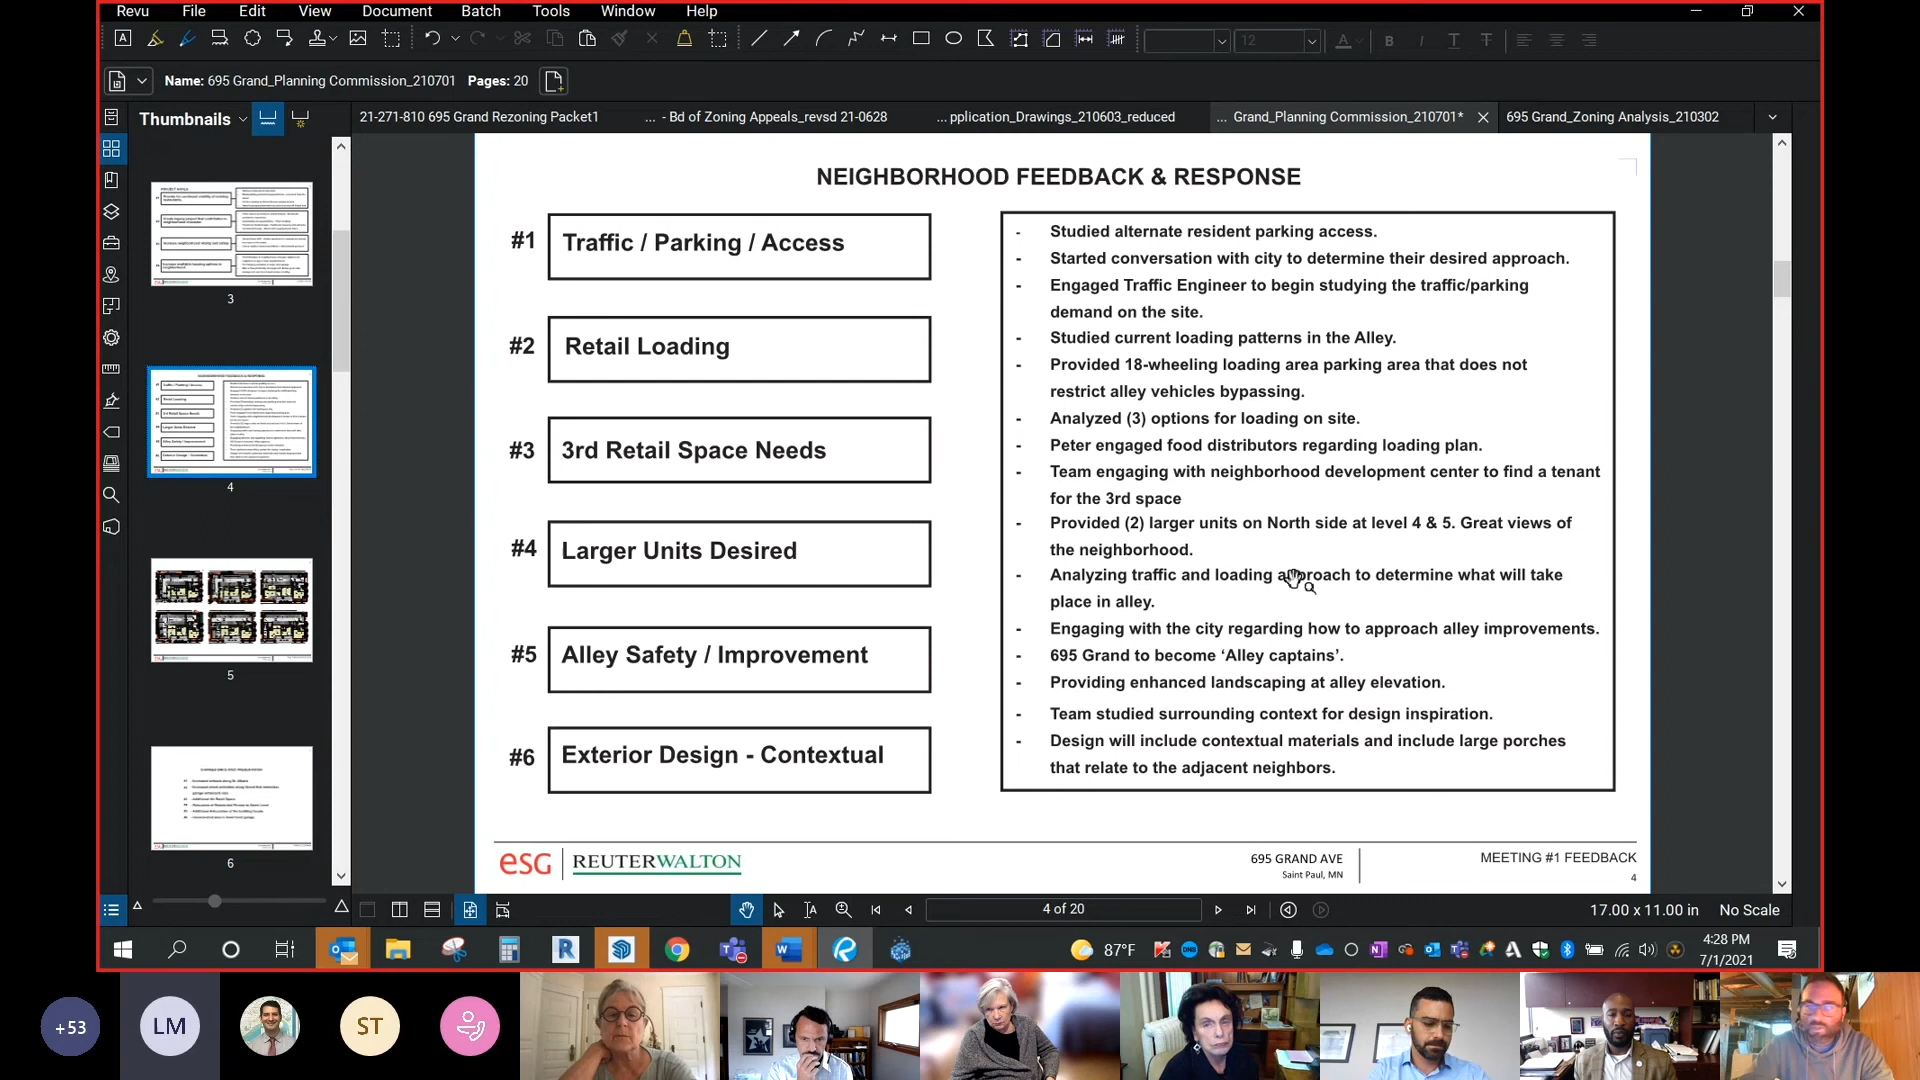 Revu File Edit View Document Batch Tools Window Help
12
Name: 695 Grand_Planning Commission_210701 Pages: 20
Thumbnails
21-271-810 695 Grand Rezoning Packet1
... - Bd of Zoning Appeals_revsd 21-0628
...pplication_Drawings_210603_reduced
... Grand_Planning Commission_210701*
695 Grand_Zoning Analysis_210302
3
4
5
6
NEIGHBORHOOD FEEDBACK & RESPONSE
#1 Traffic / Parking / Access
#2 Retail Loading
#3 3rd Retail Space Needs
#4 Larger Units Desired
#5 Alley Safety / Improvement
#6 Exterior Design - Contextual
- Studied alternate resident parking access.
- Started conversation with city to determine their desired approach.
- Engaged Traffic Engineer to begin studying the traffic/parking
demand on the site.
- Studied current loading patterns in the Alley.
- Provided 18-wheeling loading area parking area that does not
restrict alley vehicles bypassing.
- Analyzed (3) options for loading on site.
- Peter engaged food distributors regarding loading plan.
- Team engaging with neighborhood development center to find a tenant
for the 3rd space
- Provided (2) larger units on North side at level 4 & 5. Great views of
the neighborhood.
- Analyzing traffic and loading approach to determine what will take
place in alley.
- Engaging with the city regarding how to approach alley improvements.
- 695 Grand to become ‘Alley captains’.
- Providing enhanced landscaping at alley elevation.
- Team studied surrounding context for design inspiration.
- Design will include contextual materials and include large porches
that relate to the adjacent neighbors.
esg REUTERWALTON
695 GRAND AVE
Saint Paul, MN
MEETING #1 FEEDBACK
4
4 of 20
17.00 x 11.00 in No Scale
87°F
4:28 PM
7/1/2021
+53
LM
ST